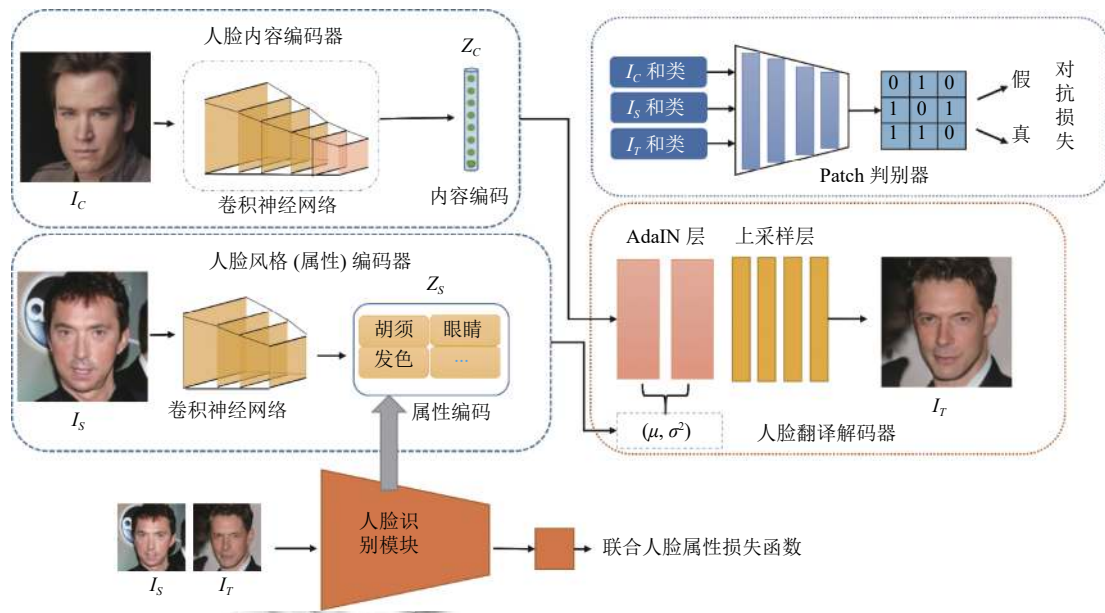 人脸内容编码器
Z_C
I_C
卷积神经网络
内容编码
I_C 和类
I_S 和类
I_T 和类
0 1 0
1 0 1
1 1 0
假
真
对抗损失
Patch 判别器
人脸风格 (属性) 编码器
Z_S
胡须
眼睛
发色
...
I_S
卷积神经网络
属性编码
AdaIN 层
上采样层
(μ, σ²)
I_T
人脸翻译解码器
人脸识
别模块
I_S
I_T
联合人脸属性损失函数